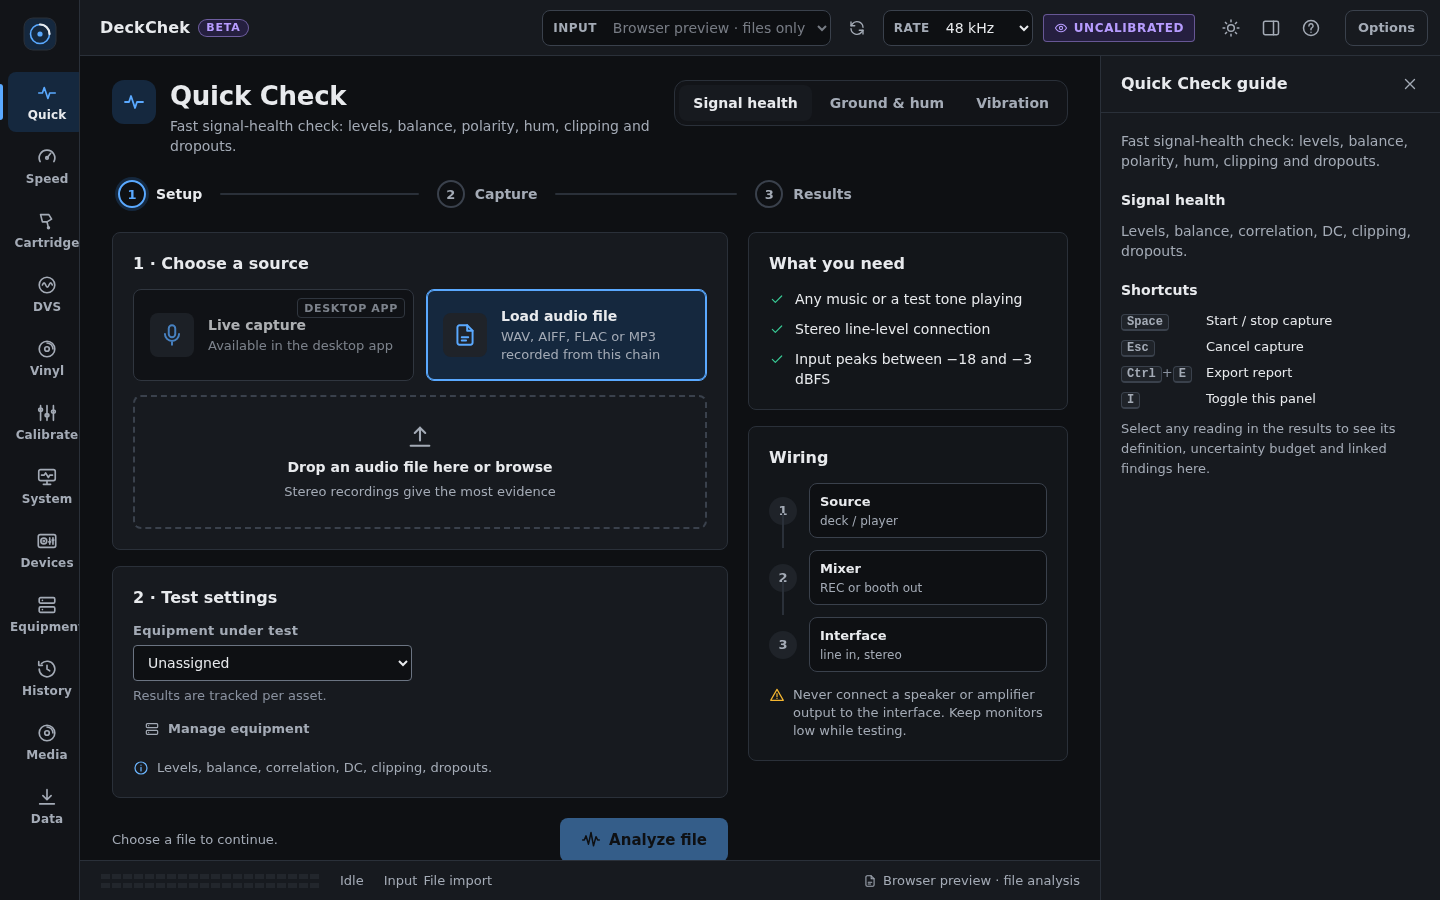 DeckChek BETA
INPUT Browser preview · files only
RATE 48 kHz
UNCALIBRATED
Options
Quick
Speed
Cartridge
DVS
Vinyl
Calibrate
System
Devices
Equipment
History
Media
Data
Quick Check
Fast signal-health check: levels, balance, polarity, hum, clipping and
dropouts.
Signal health Ground & hum Vibration
1 Setup 2 Capture 3 Results
1 · Choose a source
DESKTOP APP
Live capture
Available in the desktop app
Load audio file
WAV, AIFF, FLAC or MP3
recorded from this chain
Drop an audio file here or browse
Stereo recordings give the most evidence
2 · Test settings
Equipment under test
Unassigned
Results are tracked per asset.
Manage equipment
Levels, balance, correlation, DC, clipping, dropouts.
Choose a file to continue.
Analyze file
What you need
Any music or a test tone playing
Stereo line-level connection
Input peaks between −18 and −3
dBFS
Wiring
1 Source
deck / player
2 Mixer
REC or booth out
3 Interface
line in, stereo
Never connect a speaker or amplifier
output to the interface. Keep monitors
low while testing.
Quick Check guide
Fast signal-health check: levels, balance,
polarity, hum, clipping and dropouts.
Signal health
Levels, balance, correlation, DC, clipping,
dropouts.
Shortcuts
Space Start / stop capture
Esc Cancel capture
Ctrl+E Export report
I Toggle this panel
Select any reading in the results to see its
definition, uncertainty budget and linked
findings here.
Idle Input File import
Browser preview · file analysis